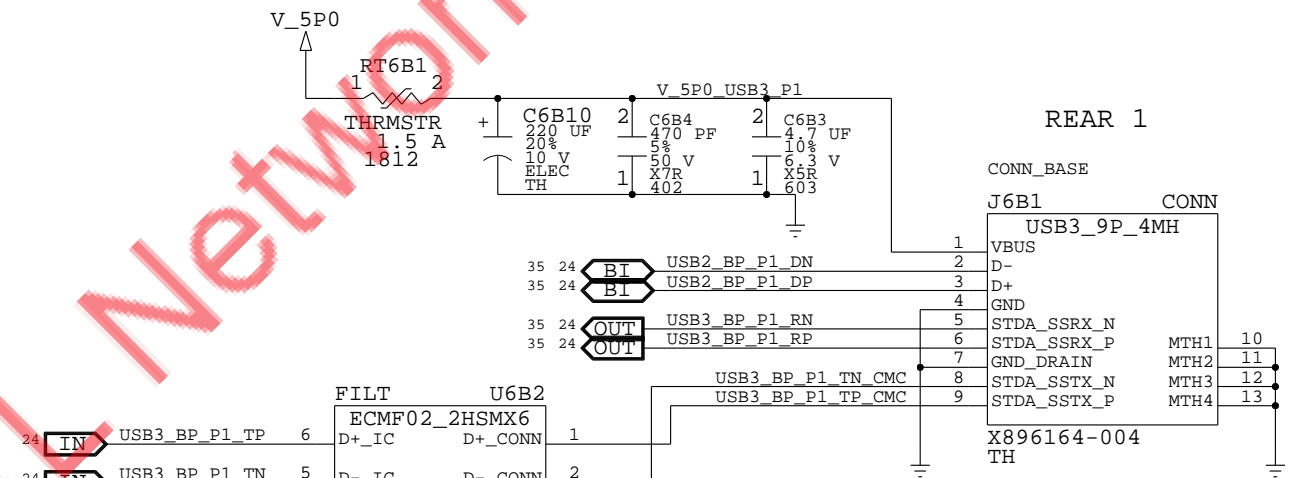 V_5P0
RT6B1
1 2
THRMSTR
1.5 A
1812
V_5P0_USB3_P1
+
C6B10
220 UF
20%
10 V
ELEC
TH
2
C6B4
470 PF
5%
50 V
X7R
402
1
2
C6B3
4.7 UF
10%
6.3 V
X5R
603
1
REAR 1
CONN_BASE
J6B1 CONN
USB3_9P_4MH
1 VBUS
35 24 BI USB2_BP_P1_DN 2 D-
35 24 BI USB2_BP_P1_DP 3 D+
4 GND
35 24 OUT USB3_BP_P1_RN 5 STDA_SSRX_N
35 24 OUT USB3_BP_P1_RP 6 STDA_SSRX_P MTH1 10
7 GND_DRAIN MTH2 11
USB3_BP_P1_TN_CMC 8 STDA_SSTX_N MTH3 12
USB3_BP_P1_TP_CMC 9 STDA_SSTX_P MTH4 13
X896164-004
TH
FILT U6B2
ECMF02_2HSMX6
24 IN USB3_BP_P1_TP 6 D+_IC D+_CONN 1
24 IN USB3_BP_P1_TN 5 D-_IC D-_CONN 2
Network